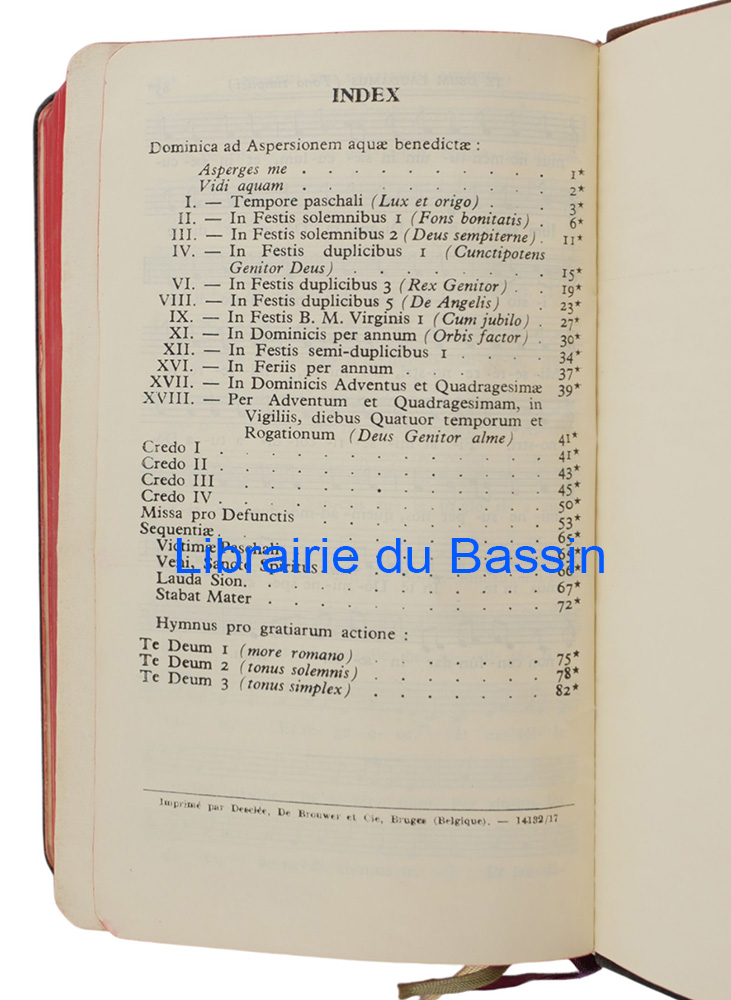 INDEX
Dominica ad Aspersionem aquæ benedictæ :
Asperges me . . . . . . . . . . 1*
Vidi aquam . . . . . . . . . . 2*
I. — Tempore paschali (Lux et origo) . . 3*
II. — In Festis solemnibus 1 (Fons bonitatis) . 6*
III. — In Festis solemnibus 2 (Deus sempiterne) . 11*
IV. — In Festis duplicibus 1 (Cunctipotens
Genitor Deus) . . . . . . . . 15*
VI. — In Festis duplicibus 3 (Rex Genitor) . . 19*
VIII. — In Festis duplicibus 5 (De Angelis) . . 23*
IX. — In Festis B. M. Virginis 1 (Cum jubilo) . 27*
XI. — In Dominicis per annum (Orbis factor) . 30*
XII. — In Festis semi-duplicibus 1 . . . . 34*
XVI. — In Feriis per annum . . . . . . 37*
XVII. — In Dominicis Adventus et Quadragesimæ 39*
XVIII. — Per Adventum et Quadragesimam, in
Vigiliis, diebus Quatuor temporum et
Rogationum (Deus Genitor alme) . 41*
Credo I . . . . . . . . . . . . 41*
Credo II . . . . . . . . . . . . 43*
Credo III . . . . . . . . . . . . 45*
Credo IV . . . . . . . . . . . . 50*
Missa pro Defunctis . . . . . . . . 53*
Sequentiæ . . . . . . . . . . . . 65*
Victimæ Paschali
Librairie du Bassin
Veni, Sancte Spiritus 66*
Lauda Sion. . . . . . . . . . . . 67*
Stabat Mater . . . . . . . . . . . 72*
Hymnus pro gratiarum actione :
Te Deum 1 (more romano) . . . . . . . 75*
Te Deum 2 (tonus solemnis) . . . . . . . 78*
Te Deum 3 (tonus simplex) . . . . . . . 82*
Imprimé par Desclée, De Brouwer et Cie, Bruges (Belgique). — 14132/17